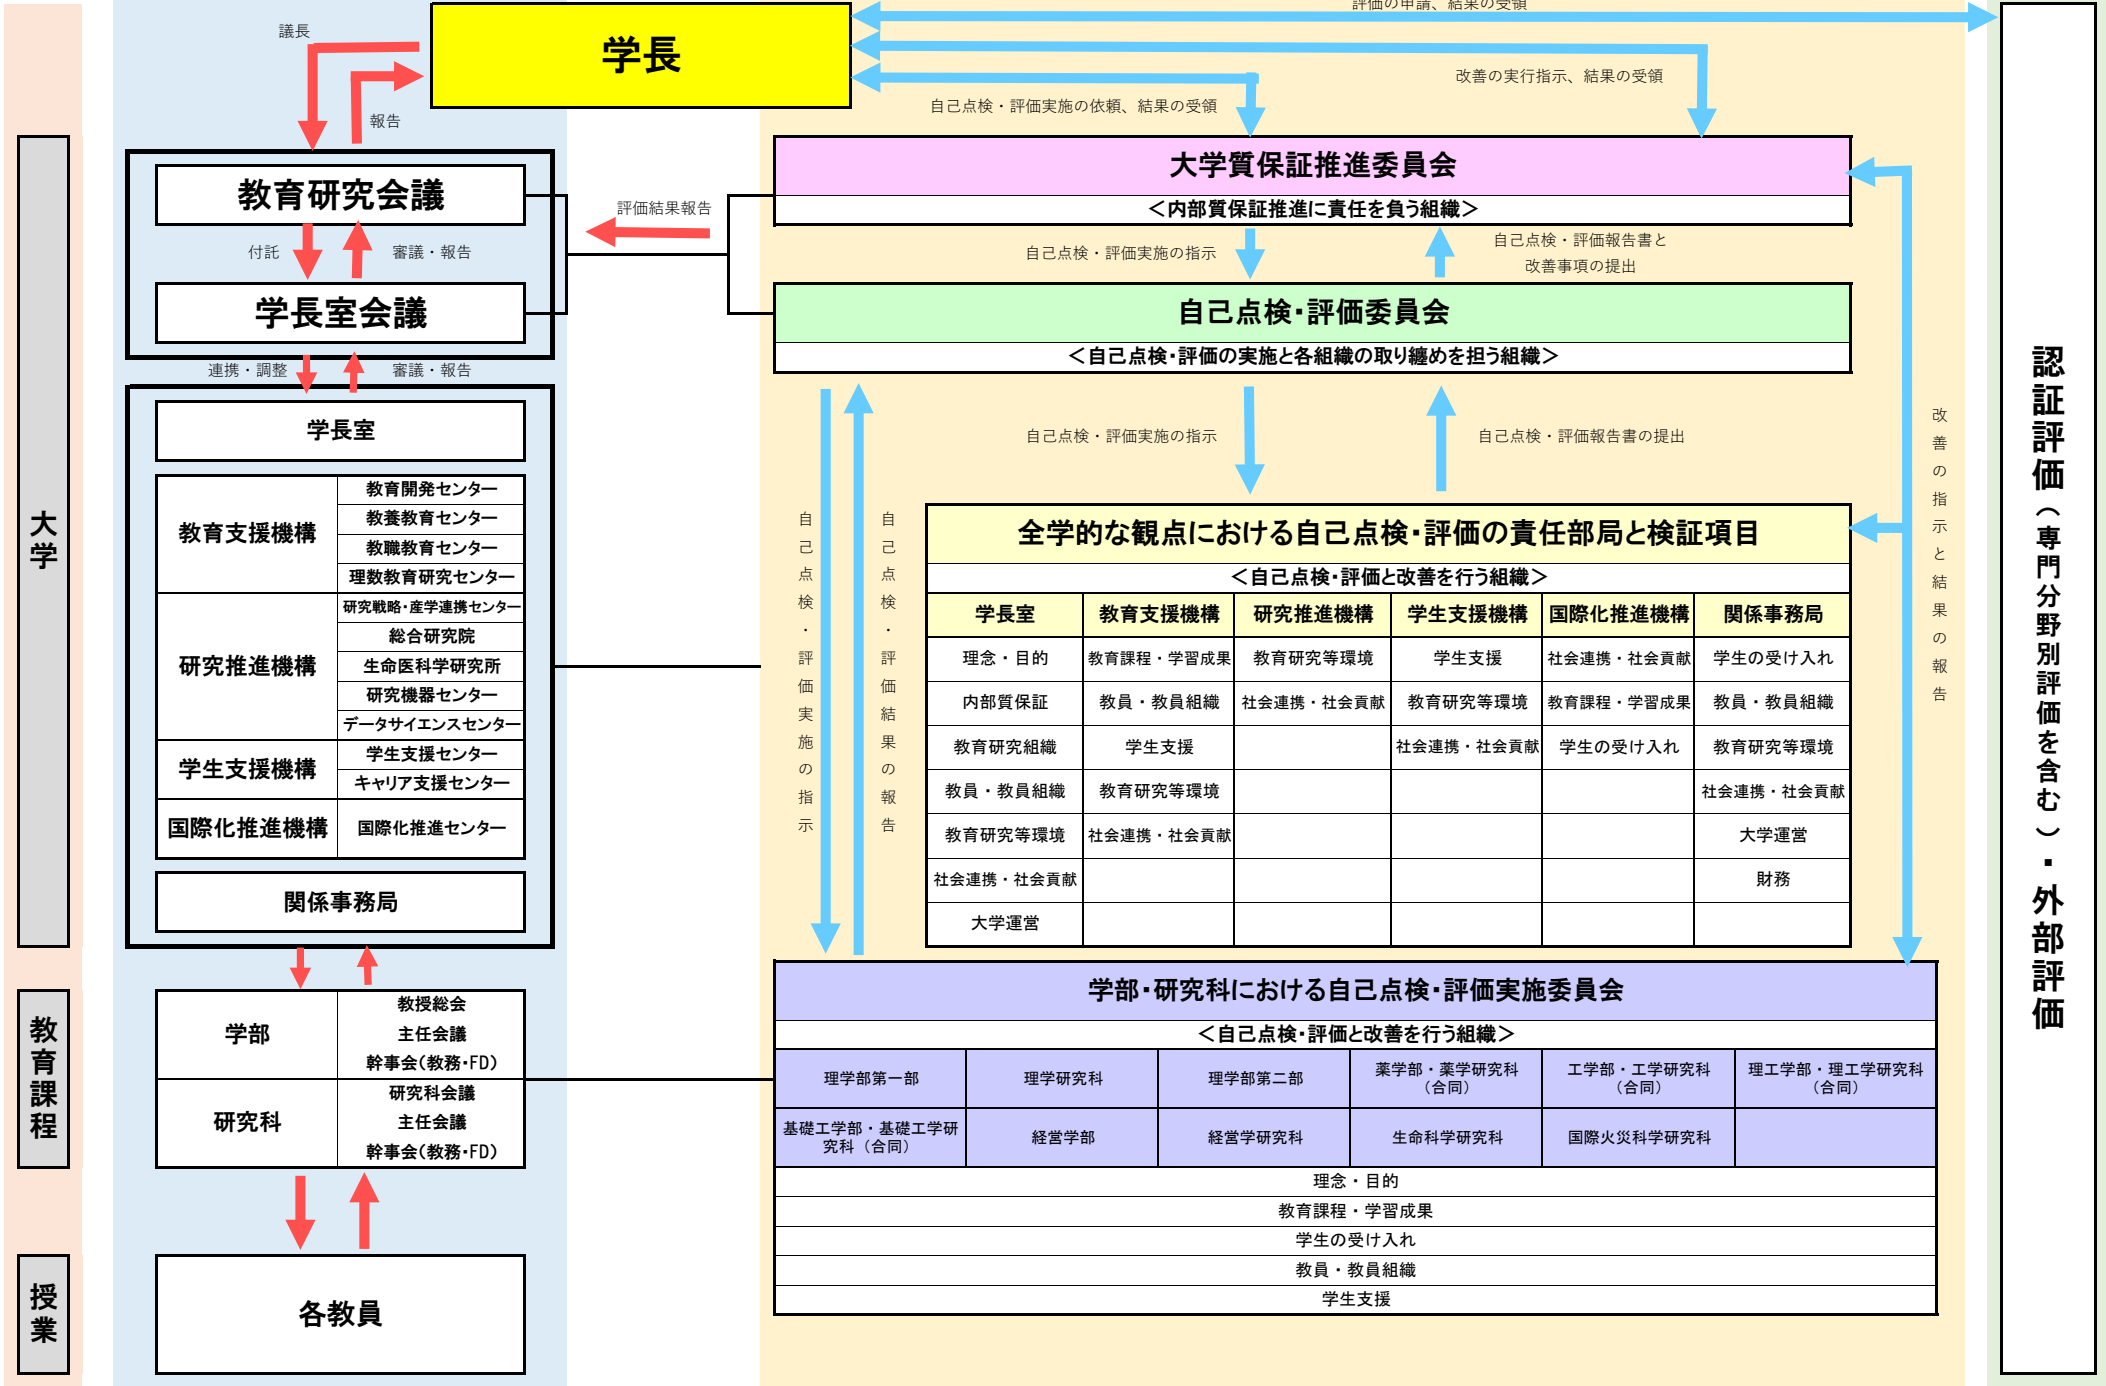 評価の申請、結果の受領
議長
学長
改善の実行指示、結果の受領
自己点検・評価実施の依頼、結果の受領
報告
大学
教育研究会議
付託
審議・報告
学長室会議
連携・調整
審議・報告
評価結果報告
大学質保証推進委員会
＜内部質保証推進に責任を負う組織＞
自己点検・評価実施の指示
自己点検・評価報告書と
改善事項の提出
自己点検・評価委員会
＜自己点検・評価の実施と各組織の取り纏めを担う組織＞
自己点検・評価実施の指示
自己点検・評価報告書の提出
学長室
教育支援機構
教育開発センター
教養教育センター
教職教育センター
理数教育研究センター
研究推進機構
研究戦略・産学連携センター
総合研究院
生命医科学研究所
研究機器センター
データサイエンスセンター
学生支援機構
学生支援センター
キャリア支援センター
国際化推進機構
国際化推進センター
関係事務局
自己点検・評価実施の指示
自己点検・評価結果の報告
全学的な観点における自己点検・評価の責任部局と検証項目
＜自己点検・評価と改善を行う組織＞
学長室 教育支援機構 研究推進機構 学生支援機構 国際化推進機構 関係事務局
理念・目的 教育課程・学習成果 教育研究等環境 学生支援 社会連携・社会貢献 学生の受け入れ
内部質保証 教員・教員組織 社会連携・社会貢献 教育研究等環境 教育課程・学習成果 教員・教員組織
教育研究組織 学生支援 社会連携・社会貢献 学生の受け入れ 教育研究等環境
教員・教員組織 教育研究等環境 社会連携・社会貢献
教育研究等環境 社会連携・社会貢献 大学運営
社会連携・社会貢献 財務
大学運営
改善の指示と結果の報告
認証評価（専門分野別評価を含む）・外部評価
教育課程
学部
教授総会
主任会議
幹事会（教務・FD）
研究科
研究科会議
主任会議
幹事会（教務・FD）
学部・研究科における自己点検・評価実施委員会
＜自己点検・評価と改善を行う組織＞
理学部第一部 理学研究科 理学部第二部 薬学部・薬学研究科（合同） 工学部・工学研究科（合同） 理工学部・理工学研究科（合同）
基礎工学部・基礎工学研究科（合同） 経営学部 経営学研究科 生命科学研究科 国際火災科学研究科
理念・目的
教育課程・学習成果
学生の受け入れ
教員・教員組織
学生支援
授業
各教員